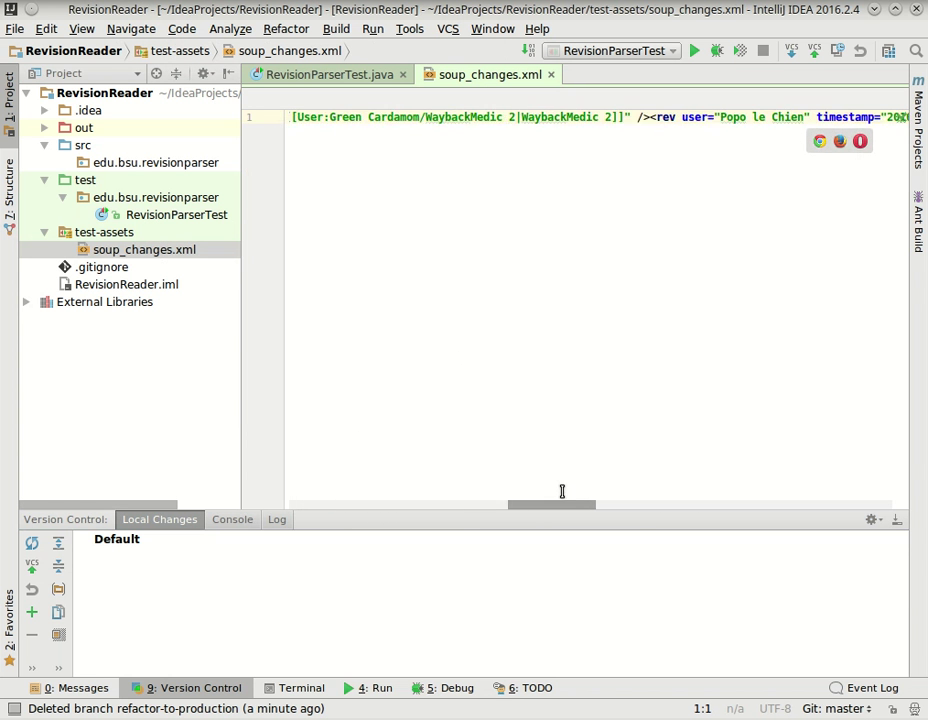 RevisionReader - [~/IdeaProjects/RevisionReader] - [RevisionReader] - ~/IdeaProjects/RevisionReader/test-assets/soup_changes.xml - IntelliJ IDEA 2016.2.4
File Edit View Navigate Code Analyze Refactor Build Run Tools VCS Window Help
RevisionReader test-assets soup_changes.xml RevisionParserTest VCS VCS
1: Project
7: Structure
2: Favorites
Project
RevisionReader ~/IdeaProjects/
.idea
out
src
edu.bsu.revisionparser
test
edu.bsu.revisionparser
RevisionParserTest
test-assets
soup_changes.xml
.gitignore
RevisionReader.iml
External Libraries
RevisionParserTest.java soup_changes.xml
1 [User:Green Cardamom/WaybackMedic 2|WaybackMedic 2]]" /><rev user="Popo le Chien" timestamp="20
Maven Projects
Ant Build
Version Control: Local Changes Console Log
Default
VCS
0: Messages 9: Version Control Terminal 4: Run 5: Debug 6: TODO Event Log
Deleted branch refactor-to-production (a minute ago) 1:1 n/a UTF-8 Git: master